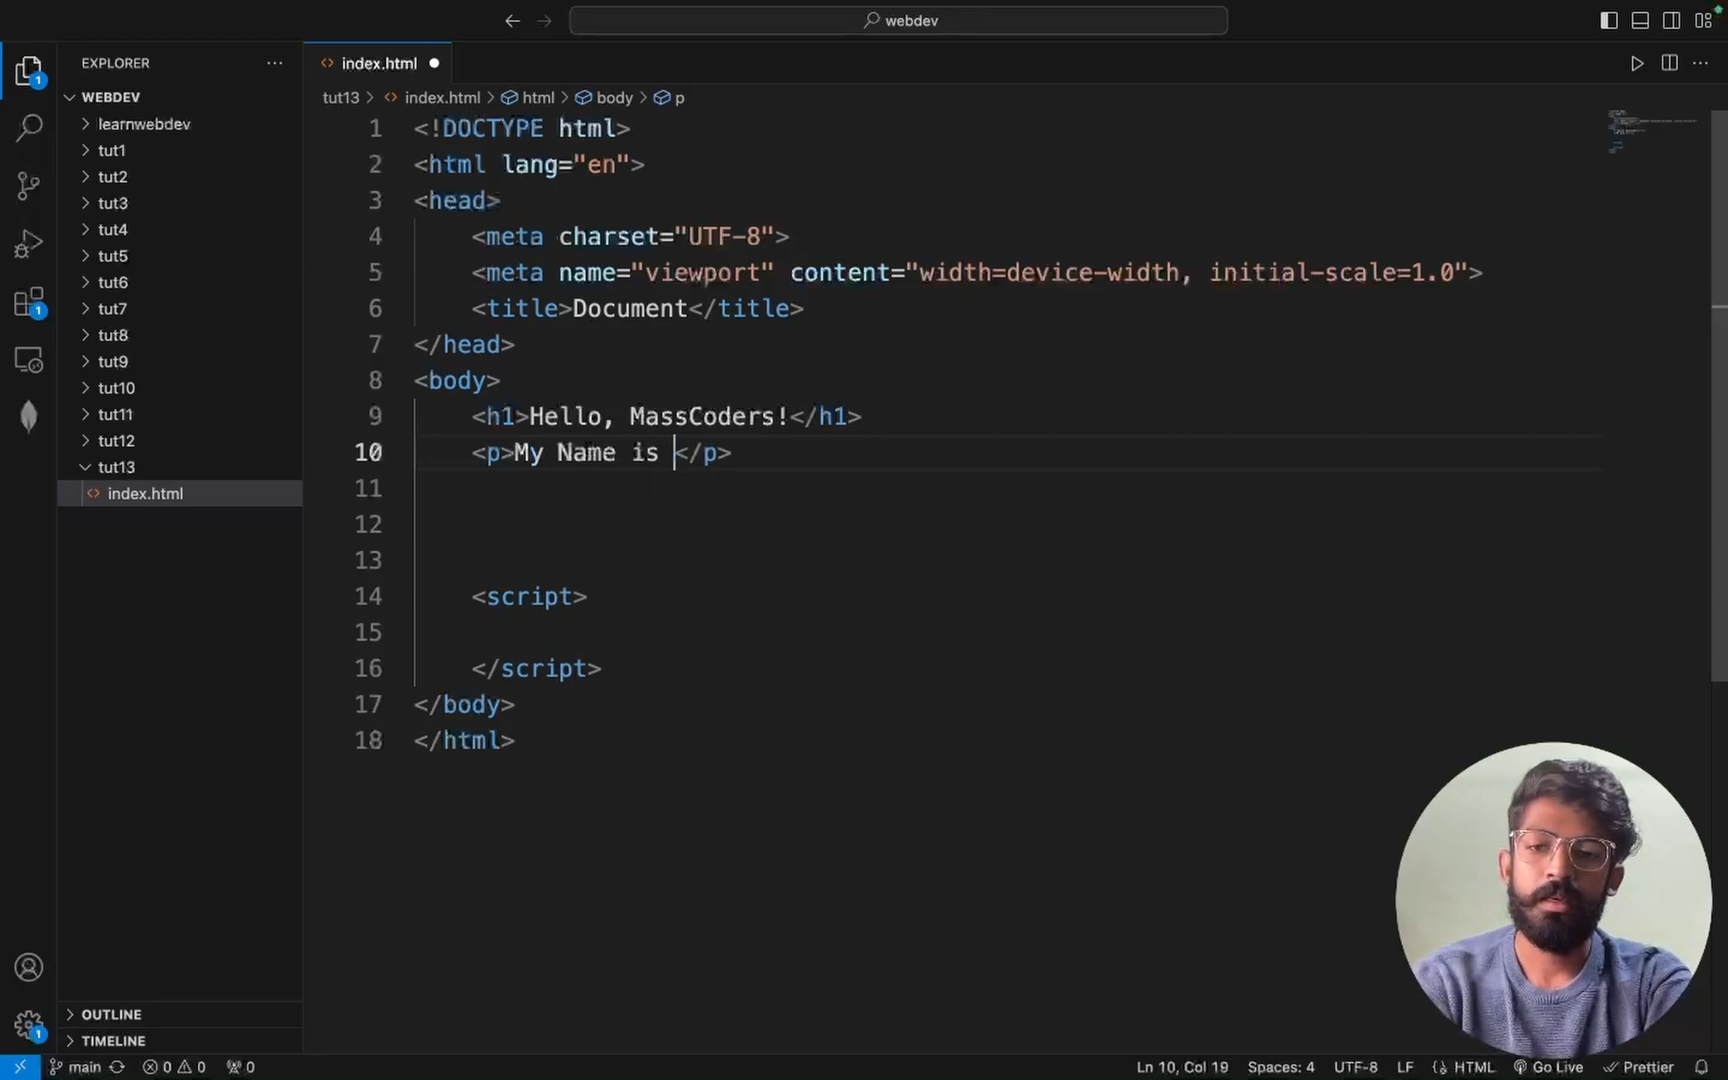 webdev
EXPLORER
WEBDEV
learnwebdev
tut1
tut2
tut3
tut4
tut5
tut6
tut7
tut8
tut9
tut10
tut11
tut12
tut13
index.html
OUTLINE
TIMELINE
index.html
tut13 > index.html > html > body > p
1 <!DOCTYPE html>
2 <html lang="en">
3 <head>
4 <meta charset="UTF-8">
5 <meta name="viewport" content="width=device-width, initial-scale=1.0">
6 <title>Document</title>
7 </head>
8 <body>
9 <h1>Hello, MassCoders!</h1>
10 <p>My Name is </p>
11
12
13
14 <script>
15
16 </script>
17 </body>
18 </html>
1
1
1
main 0 0 0 Ln 10, Col 19 Spaces: 4 UTF-8 LF {} HTML Go Live Prettier